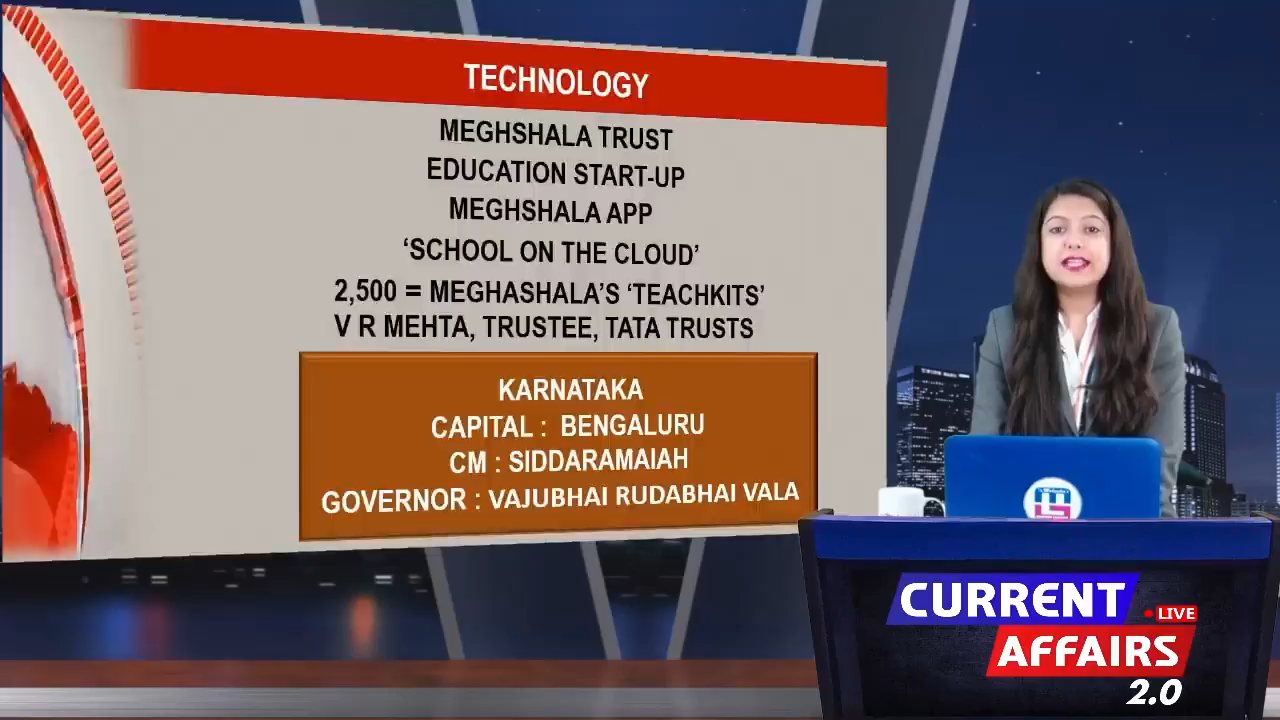 TECHNOLOGY
MEGHSHALA TRUST
EDUCATION START-UP
MEGHSHALA APP
‘SCHOOL ON THE CLOUD’
2,500 = MEGHASHALA’S ‘TEACHKITS’
V R MEHTA, TRUSTEE, TATA TRUSTS
KARNATAKA
CAPITAL : BENGALURU
CM : SIDDARAMAIAH
GOVERNOR : VAJUBHAI RUDABHAI VALA
CURRENT
LIVE
AFFAIRS
2.0